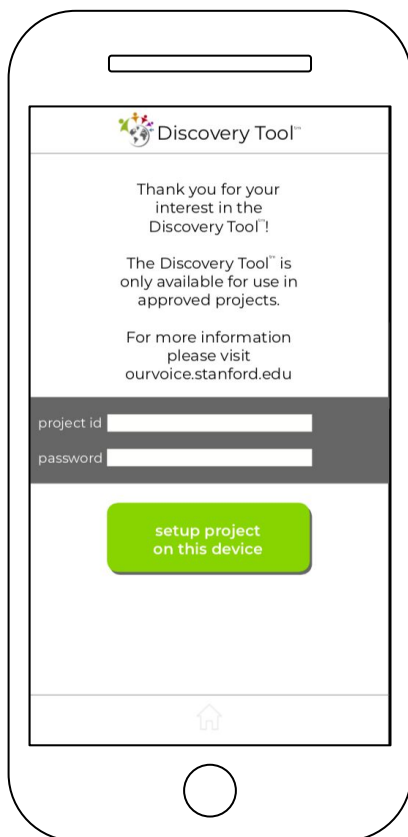 Discovery Tool℠
Thank you for your
interest in the
Discovery Tool℠!
The Discovery Tool℠ is
only available for use in
approved projects.
For more information
please visit
ourvoice.stanford.edu
project id
password
setup project
on this device